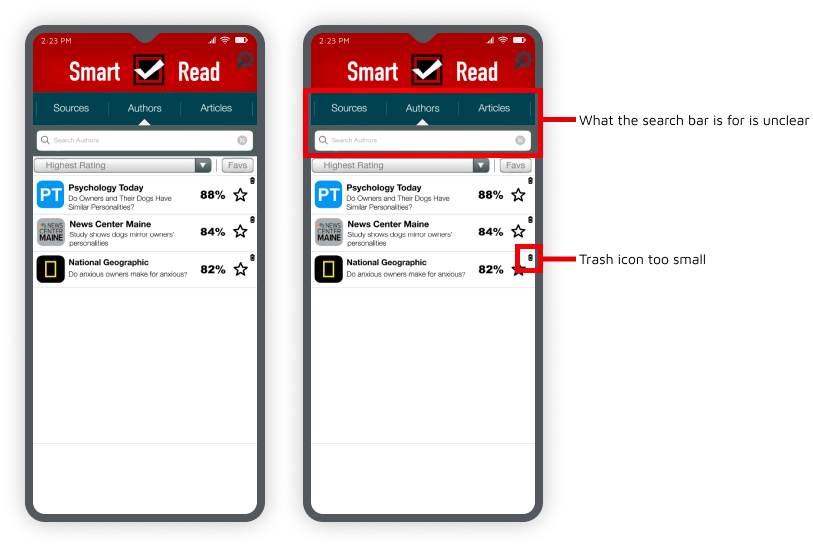 2:23 PM
Smart Read
Sources Authors Articles
Search Authors
Highest Rating Favs
PT
Psychology Today
Do Owners and Their Dogs Have
Similar Personalities?
88%
NEWS
CENTER
MAINE
News Center Maine
Study shows dogs mirror owners'
personalities
84%
National Geographic
Do anxious owners make for anxious?
82%
2:23 PM
Smart Read
Sources Authors Articles
Search Authors
Highest Rating Favs
PT
Psychology Today
Do Owners and Their Dogs Have
Similar Personalities?
88%
NEWS
CENTER
MAINE
News Center Maine
Study shows dogs mirror owners'
personalities
84%
National Geographic
Do anxious owners make for anxious?
82%
What the search bar is for is unclear
Trash icon too small